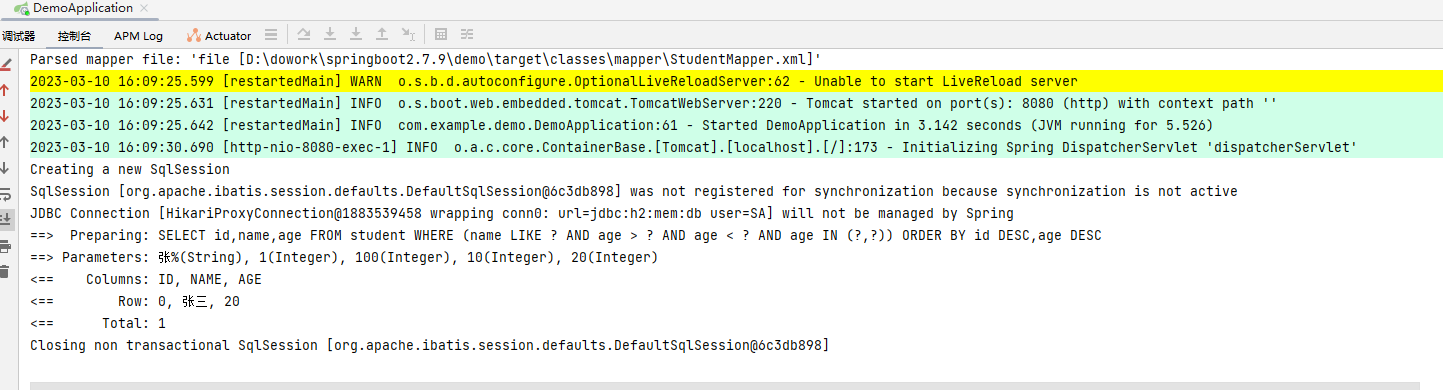 DemoApplication
调试器 控制台 APM Log Actuator
Parsed mapper file: 'file [D:\dowork\springboot2.7.9\demo\target\classes\mapper\StudentMapper.xml]'
2023-03-10 16:09:25.599 [restartedMain] WARN  o.s.b.d.autoconfigure.OptionalLiveReloadServer:62 - Unable to start LiveReload server
2023-03-10 16:09:25.631 [restartedMain] INFO  o.s.boot.web.embedded.tomcat.TomcatWebServer:220 - Tomcat started on port(s): 8080 (http) with context path ''
2023-03-10 16:09:25.642 [restartedMain] INFO  com.example.demo.DemoApplication:61 - Started DemoApplication in 3.142 seconds (JVM running for 5.526)
2023-03-10 16:09:30.690 [http-nio-8080-exec-1] INFO  o.a.c.core.ContainerBase.[Tomcat].[localhost].[/]:173 - Initializing Spring DispatcherServlet 'dispatcherServlet'
Creating a new SqlSession
SqlSession [org.apache.ibatis.session.defaults.DefaultSqlSession@6c3db898] was not registered for synchronization because synchronization is not active
JDBC Connection [HikariProxyConnection@1883539458 wrapping conn0: url=jdbc:h2:mem:db user=SA] will not be managed by Spring
==>  Preparing: SELECT id,name,age FROM student WHERE (name LIKE ? AND age > ? AND age < ? AND age IN (?,?)) ORDER BY id DESC,age DESC
==> Parameters: 张%(String), 1(Integer), 100(Integer), 10(Integer), 20(Integer)
<==    Columns: ID, NAME, AGE
<==        Row: 0, 张三, 20
<==      Total: 1
Closing non transactional SqlSession [org.apache.ibatis.session.defaults.DefaultSqlSession@6c3db898]